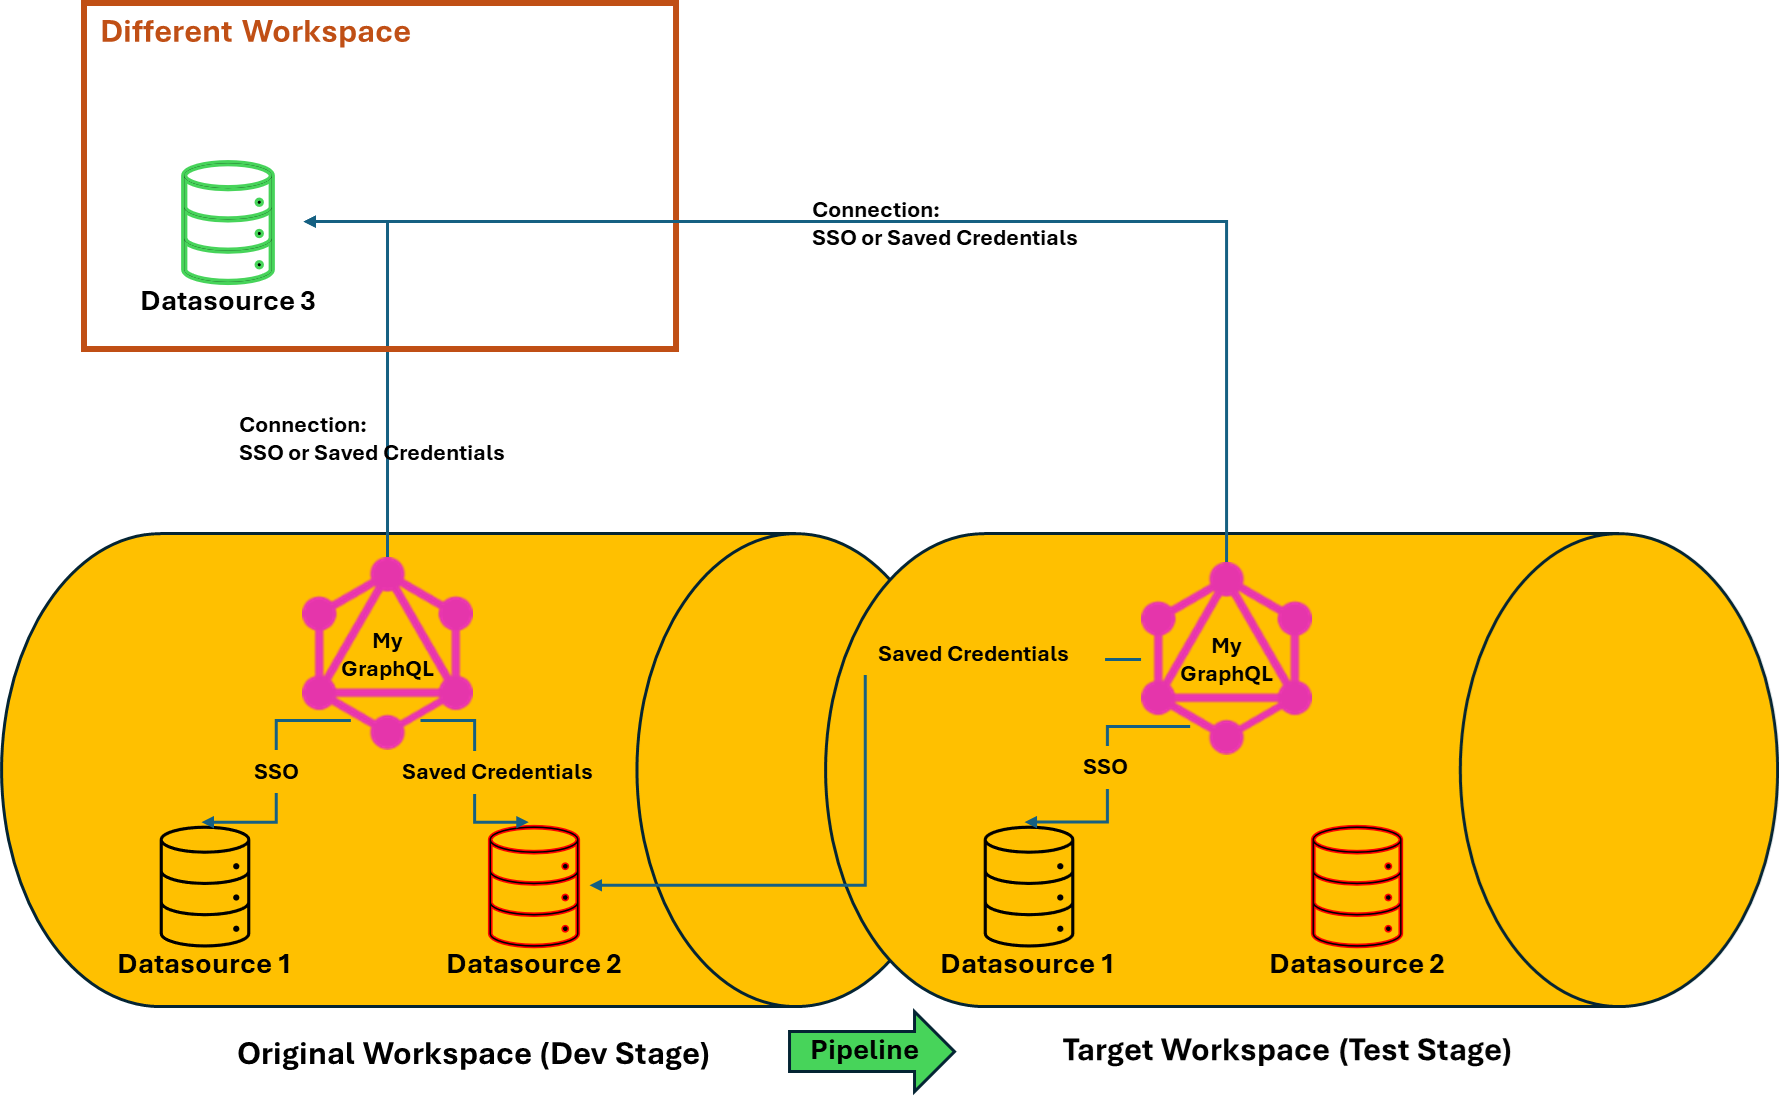 Different Workspace
Datasource 3
Connection:
SSO or Saved Credentials
Connection:
SSO or Saved Credentials
My
GraphQL
SSO
Saved Credentials
Datasource 1
Datasource 2
Saved Credentials
My
GraphQL
SSO
Datasource 1
Datasource 2
Original Workspace (Dev Stage)
Pipeline
Target Workspace (Test Stage)